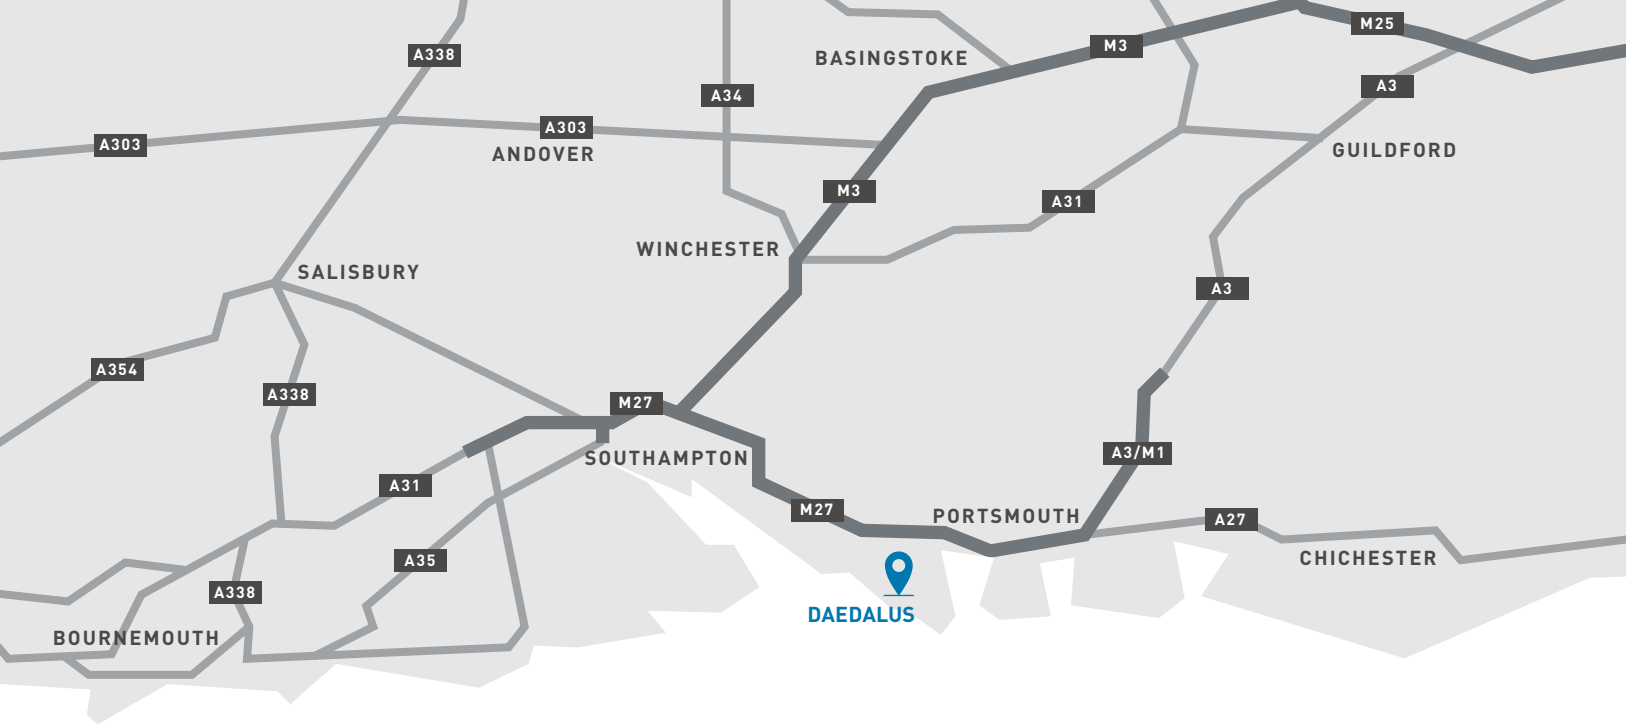 M25
M3
A338
BASINGSTOKE
A3
A34
A303
A303
ANDOVER
GUILDFORD
M3
A31
WINCHESTER
SALISBURY
A3
A354
A338
M27
A3/M1
SOUTHAMPTON
A31
M27
PORTSMOUTH
A27
A35
CHICHESTER
A338
DAEDALUS
BOURNEMOUTH